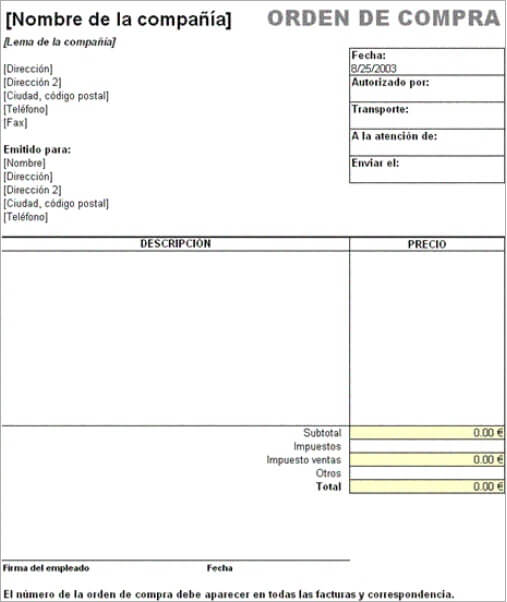 [Nombre de la compañía] ORDEN DE COMPRA
[Lema de la compañía]
Fecha:
8/25/2003
[Dirección]
[Dirección 2]
[Ciudad, código postal]
[Teléfono]
[Fax]
Autorizado por:
Transporte:
A la atención de:
Enviar el:
Emitido para:
[Nombre]
[Dirección]
[Dirección 2]
[Ciudad, código postal]
[Teléfono]
DESCRIPCIÓN PRECIO
Subtotal 0.00 €
Impuestos
Impuesto ventas 0.00 €
Otros
Total 0.00 €
Firma del empleado Fecha
El número de la orden de compra debe aparecer en todas las facturas y correspondencia.